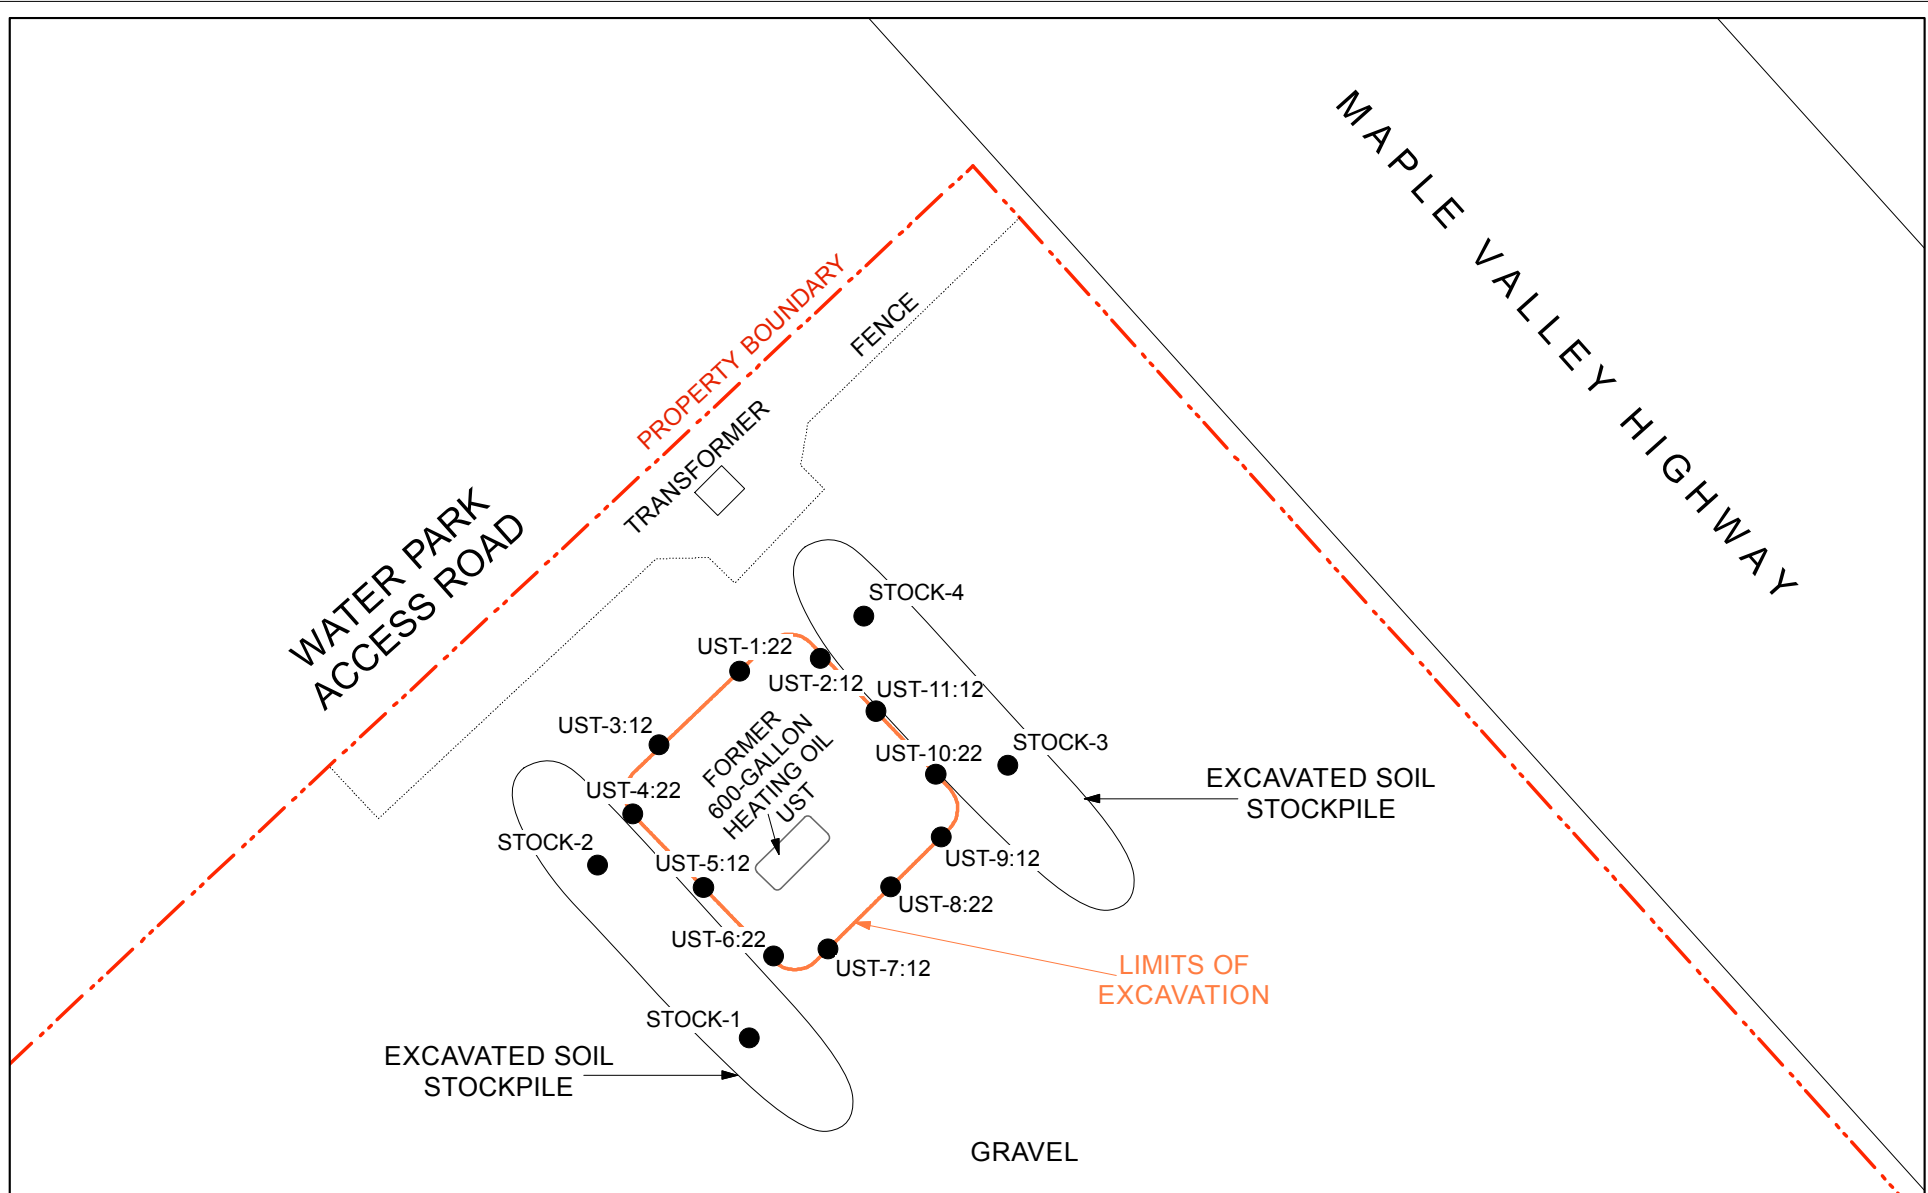 MAPLE VALLEY HIGHWAY
PROPERTY BOUNDARY
FENCE
TRANSFORMER
WATER PARK
ACCESS ROAD
STOCK-4
UST-1:22
UST-2:12
UST-11:12
UST-3:12
FORMER
600-GALLON
HEATING OIL
UST
UST-10:22
STOCK-3
EXCAVATED SOIL
STOCKPILE
UST-4:22
STOCK-2
UST-5:12
UST-9:12
UST-8:22
UST-6:22
UST-7:12
LIMITS OF
EXCAVATION
STOCK-1
EXCAVATED SOIL
STOCKPILE
GRAVEL